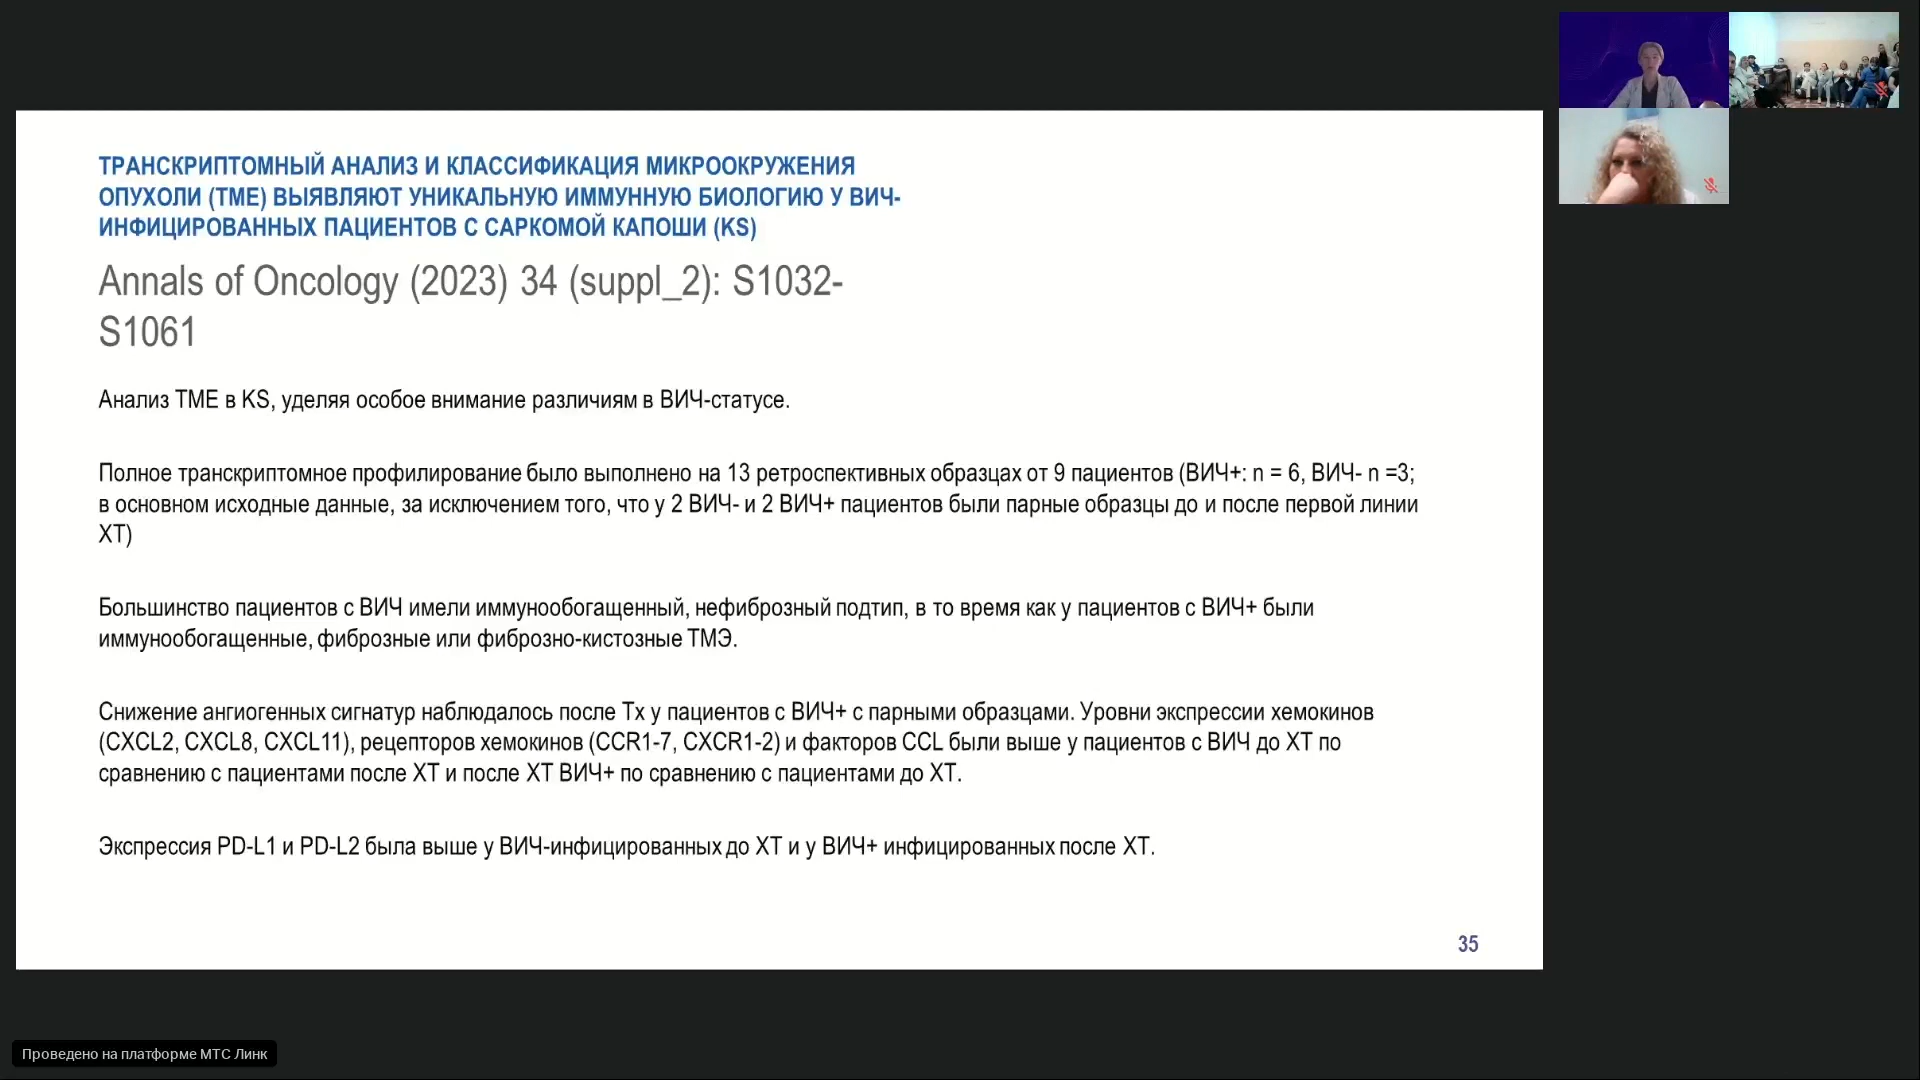 ТРАНСКРИПТОМНЫЙ АНАЛИЗ И КЛАССИФИКАЦИЯ МИКРООКРУЖЕНИЯ
ОПУХОЛИ (TME) ВЫЯВЛЯЮТ УНИКАЛЬНУЮ ИММУННУЮ БИОЛОГИЮ У ВИЧ-
ИНФИЦИРОВАННЫХ ПАЦИЕНТОВ С САРКОМОЙ КАПОШИ (KS)
Annals of Oncology (2023) 34 (suppl_2): S1032-
S1061
Анализ TME в KS, уделяя особое внимание различиям в ВИЧ-статусе.
Полное транскриптомное профилирование было выполнено на 13 ретроспективных образцах от 9 пациентов (ВИЧ+: n = 6, ВИЧ- n =3;
в основном исходные данные, за исключением того, что у 2 ВИЧ- и 2 ВИЧ+ пациентов были парные образцы до и после первой линии
ХТ)
Большинство пациентов с ВИЧ имели иммунообогащенный, нефиброзный подтип, в то время как у пациентов с ВИЧ+ были
иммунообогащенные, фиброзные или фиброзно-кистозные ТМЭ.
Снижение ангиогенных сигнатур наблюдалось после Tx у пациентов с ВИЧ+ с парными образцами. Уровни экспрессии хемокинов
(CXCL2, CXCL8, CXCL11), рецепторов хемокинов (CCR1-7, CXCR1-2) и факторов CCL были выше у пациентов с ВИЧ до ХТ по
сравнению с пациентами после ХТ и после ХТ ВИЧ+ по сравнению с пациентами до ХТ.
Экспрессия PD-L1 и PD-L2 была выше у ВИЧ-инфицированных до ХТ и у ВИЧ+ инфицированных после ХТ.
35
Проведено на платформе МТС Линк